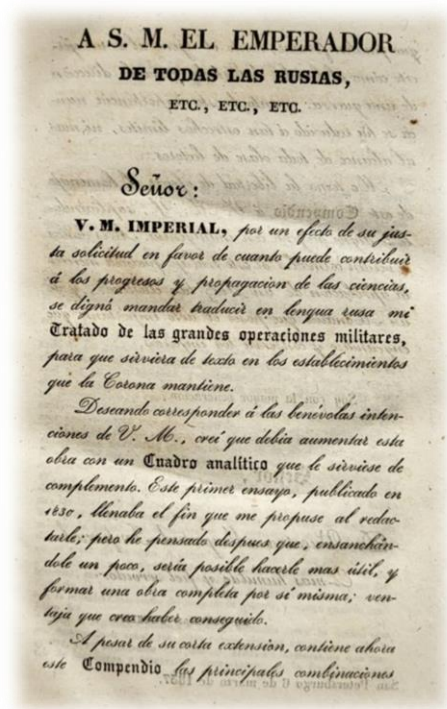 A S. M. EL EMPERADOR
DE TODAS LAS RUSIAS,
ETC., ETC., ETC.
Señor:
V. M. IMPERIAL, por un efecto de su jus-
ta solicitud en favor de cuanto puede contribuir
á los progresos y propagacion de las ciencias,
se dignó mandar traducir en lengua rusa mi
Tratado de las grandes operaciones militares,
para que sirviera de texto en los establecimientos
que la Corona mantiene.
Deseando corresponder á las benévolas inten-
ciones de V. M., creí que debia aumentar esta
obra con un Cuadro analítico que le sirviese de
complemento. Este primer ensayo, publicado en
1830, llenaba el fin que me propuse al redac-
tarle; pero he pensado despues que, ensanchán-
dole un poco, seria posible hacerle mas útil, y
formar una obra completa por si misma; ven-
taja que creo haber conseguido.
A pesar de su corta extension, contiene ahora
este Compendio las principales combinaciones